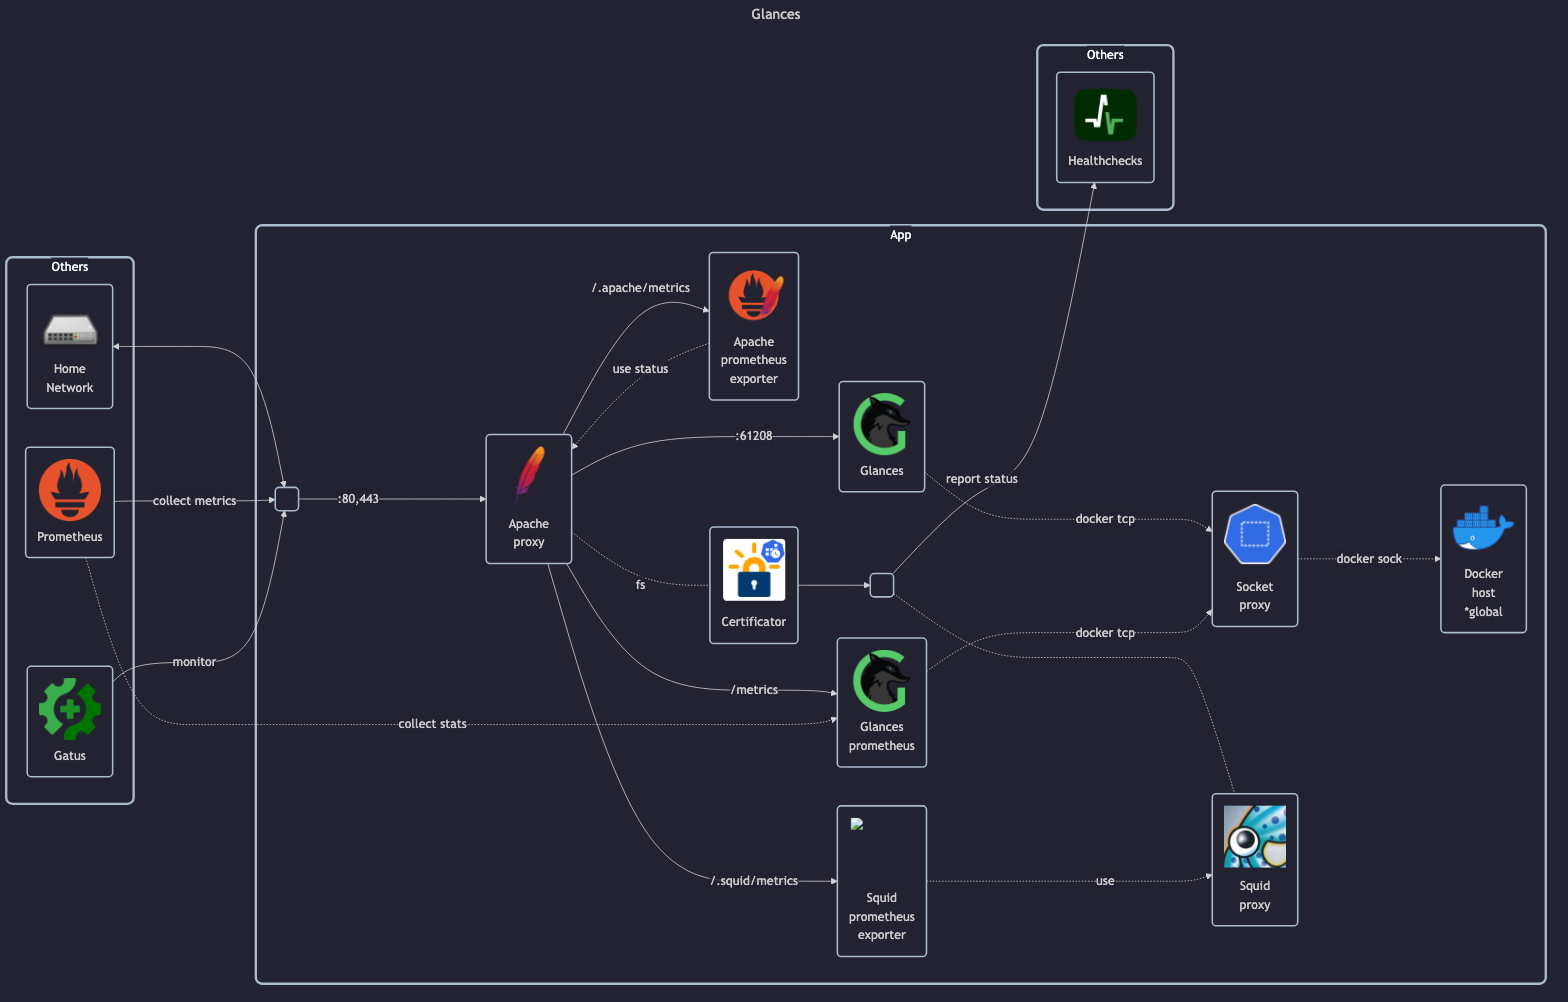 Glances
Others
Healthchecks
App
Others
Home
Network
Prometheus
Gatus
collect metrics
monitor
collect stats
:80,443
Apache
proxy
/.apache/metrics
use status
Apache
prometheus
exporter
:61208
Glances
fs
Certificator
report status
/metrics
Glances
prometheus
/.squid/metrics
Squid
prometheus
exporter
docker tcp
docker tcp
Socket
proxy
docker sock
Docker
host
*global
use
Squid
proxy